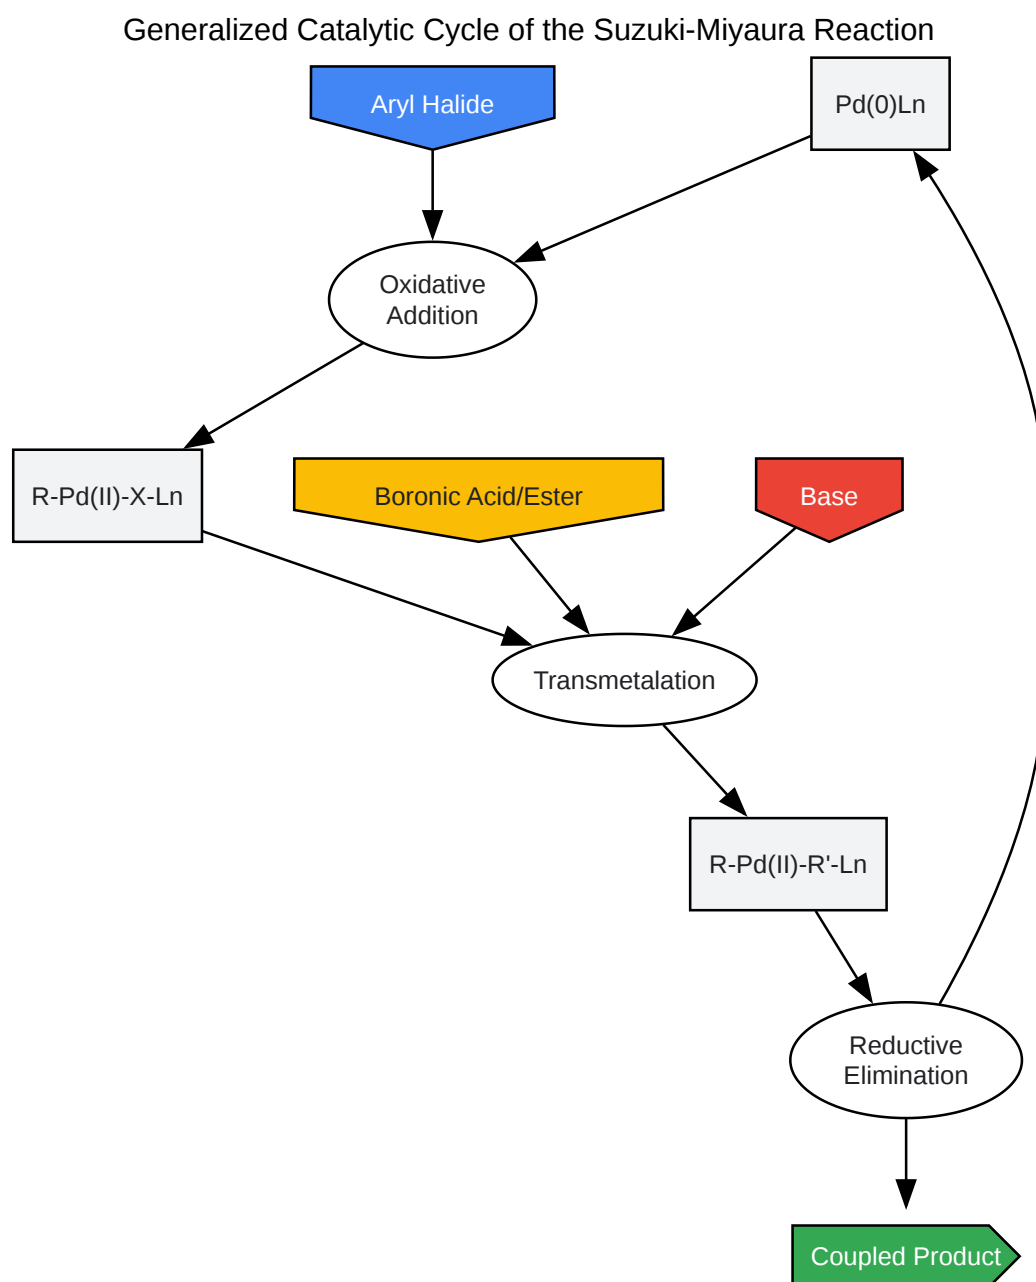 Generalized Catalytic Cycle of the Suzuki-Miyaura Reaction
Aryl Halide
Pd(0)Ln
Oxidative
Addition
R-Pd(II)-X-Ln
Boronic Acid/Ester
Base
Transmetalation
R-Pd(II)-R'-Ln
Reductive
Elimination
Coupled Product